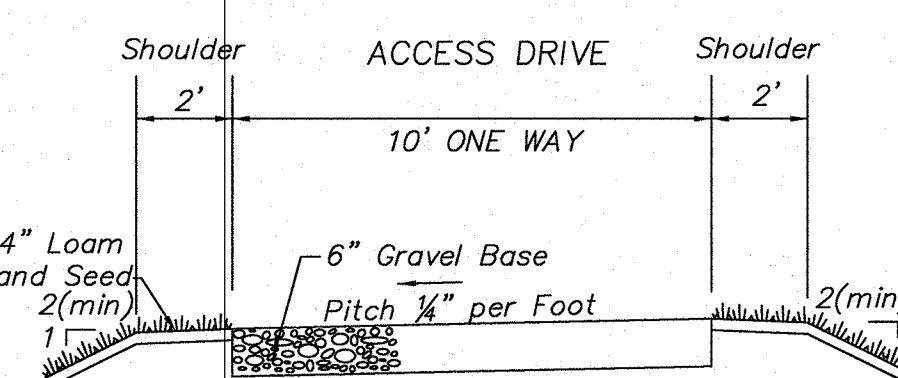 Shoulder ACCESS DRIVE Shoulder
2' 2'
10' ONE WAY
4" Loam
and Seed
6" Gravel Base
2(min)
1
Pitch ¼" per Foot
2(min